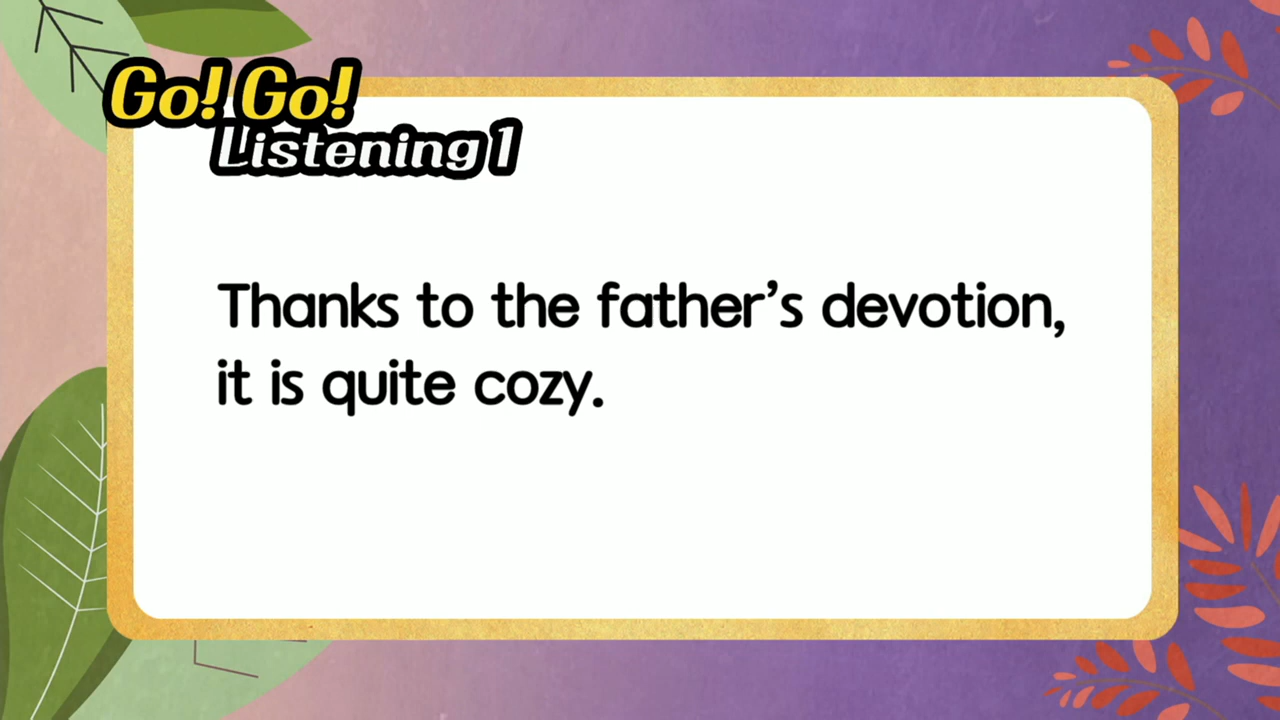 Go! Go!
Listening 1
Thanks to the father’s devotion,
it is quite cozy.